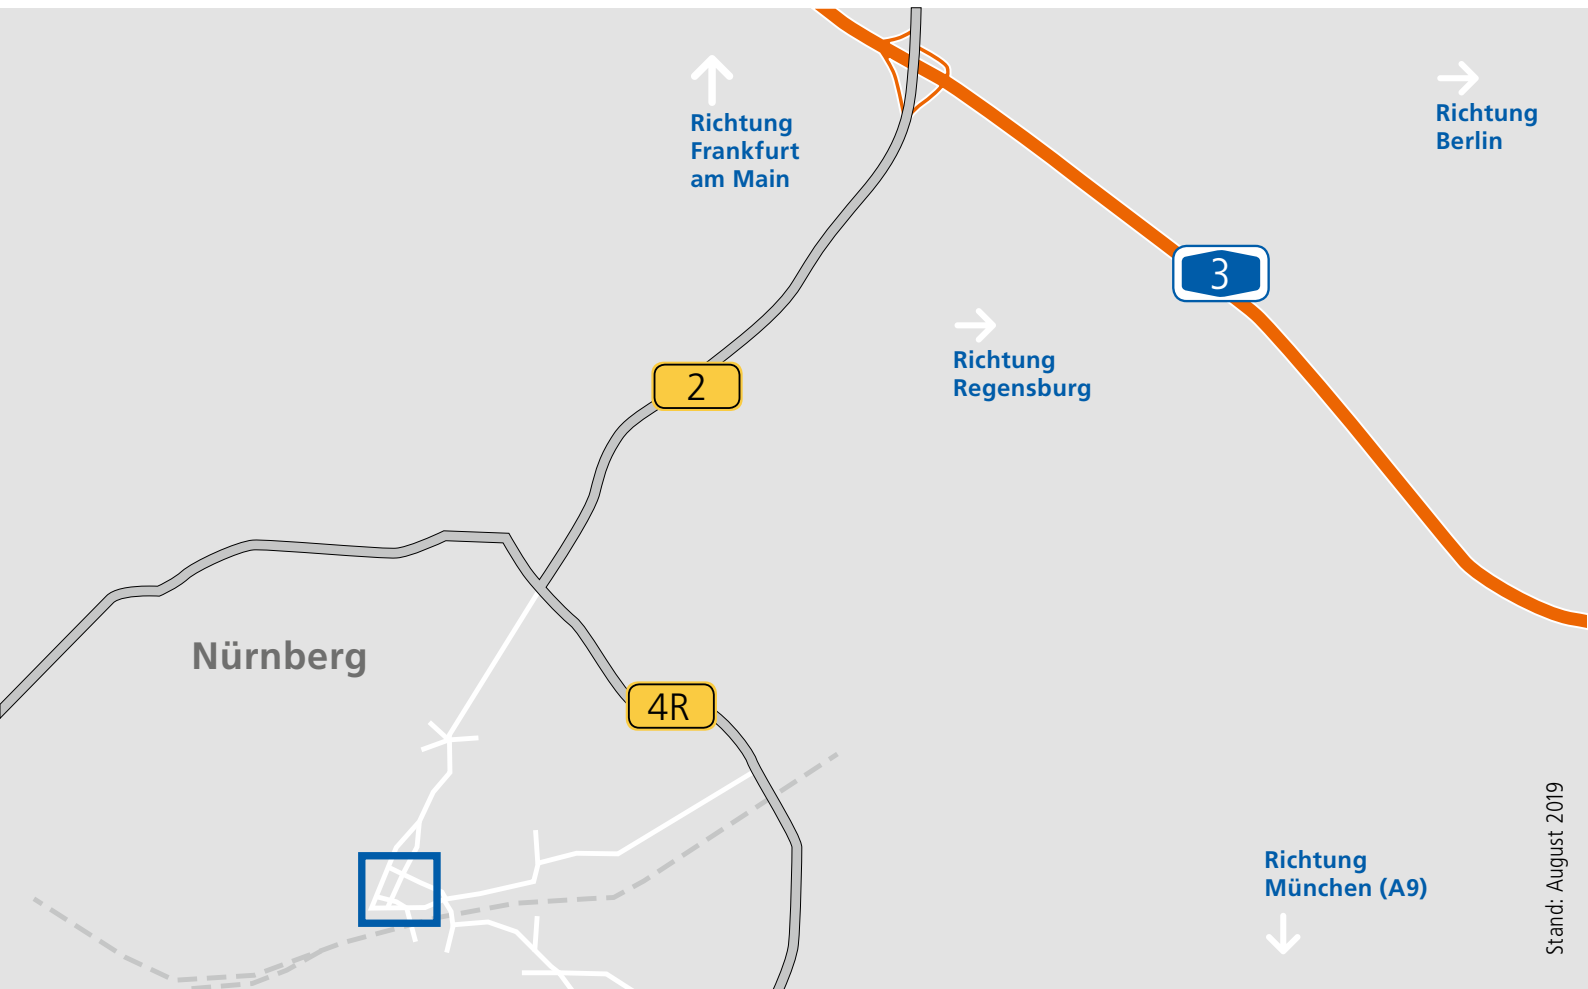 Richtung
Frankfurt
am Main
Richtung
Berlin
3
Richtung
Regensburg
2
Nürnberg
4R
Richtung
München (A9)
Stand: August 2019